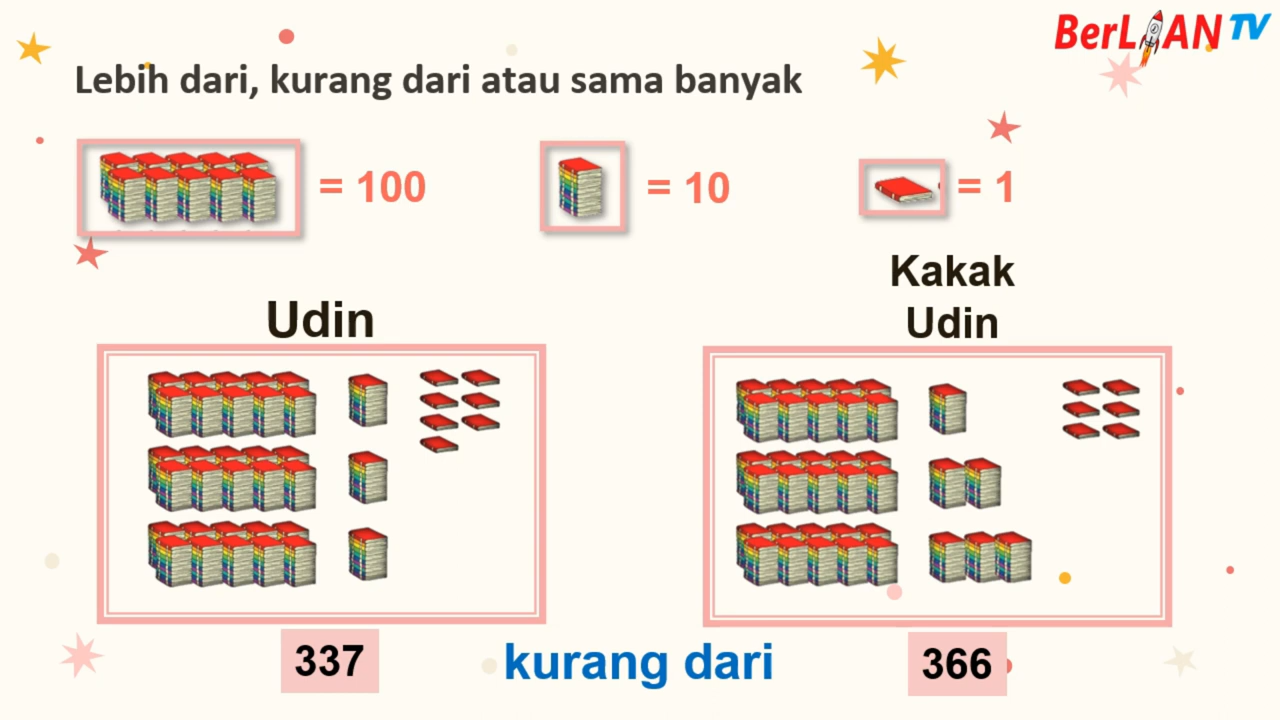 BerLIAN TV
Lebih dari, kurang dari atau sama banyak
= 100
= 10
= 1
Udin
Kakak
Udin
337
kurang dari
366